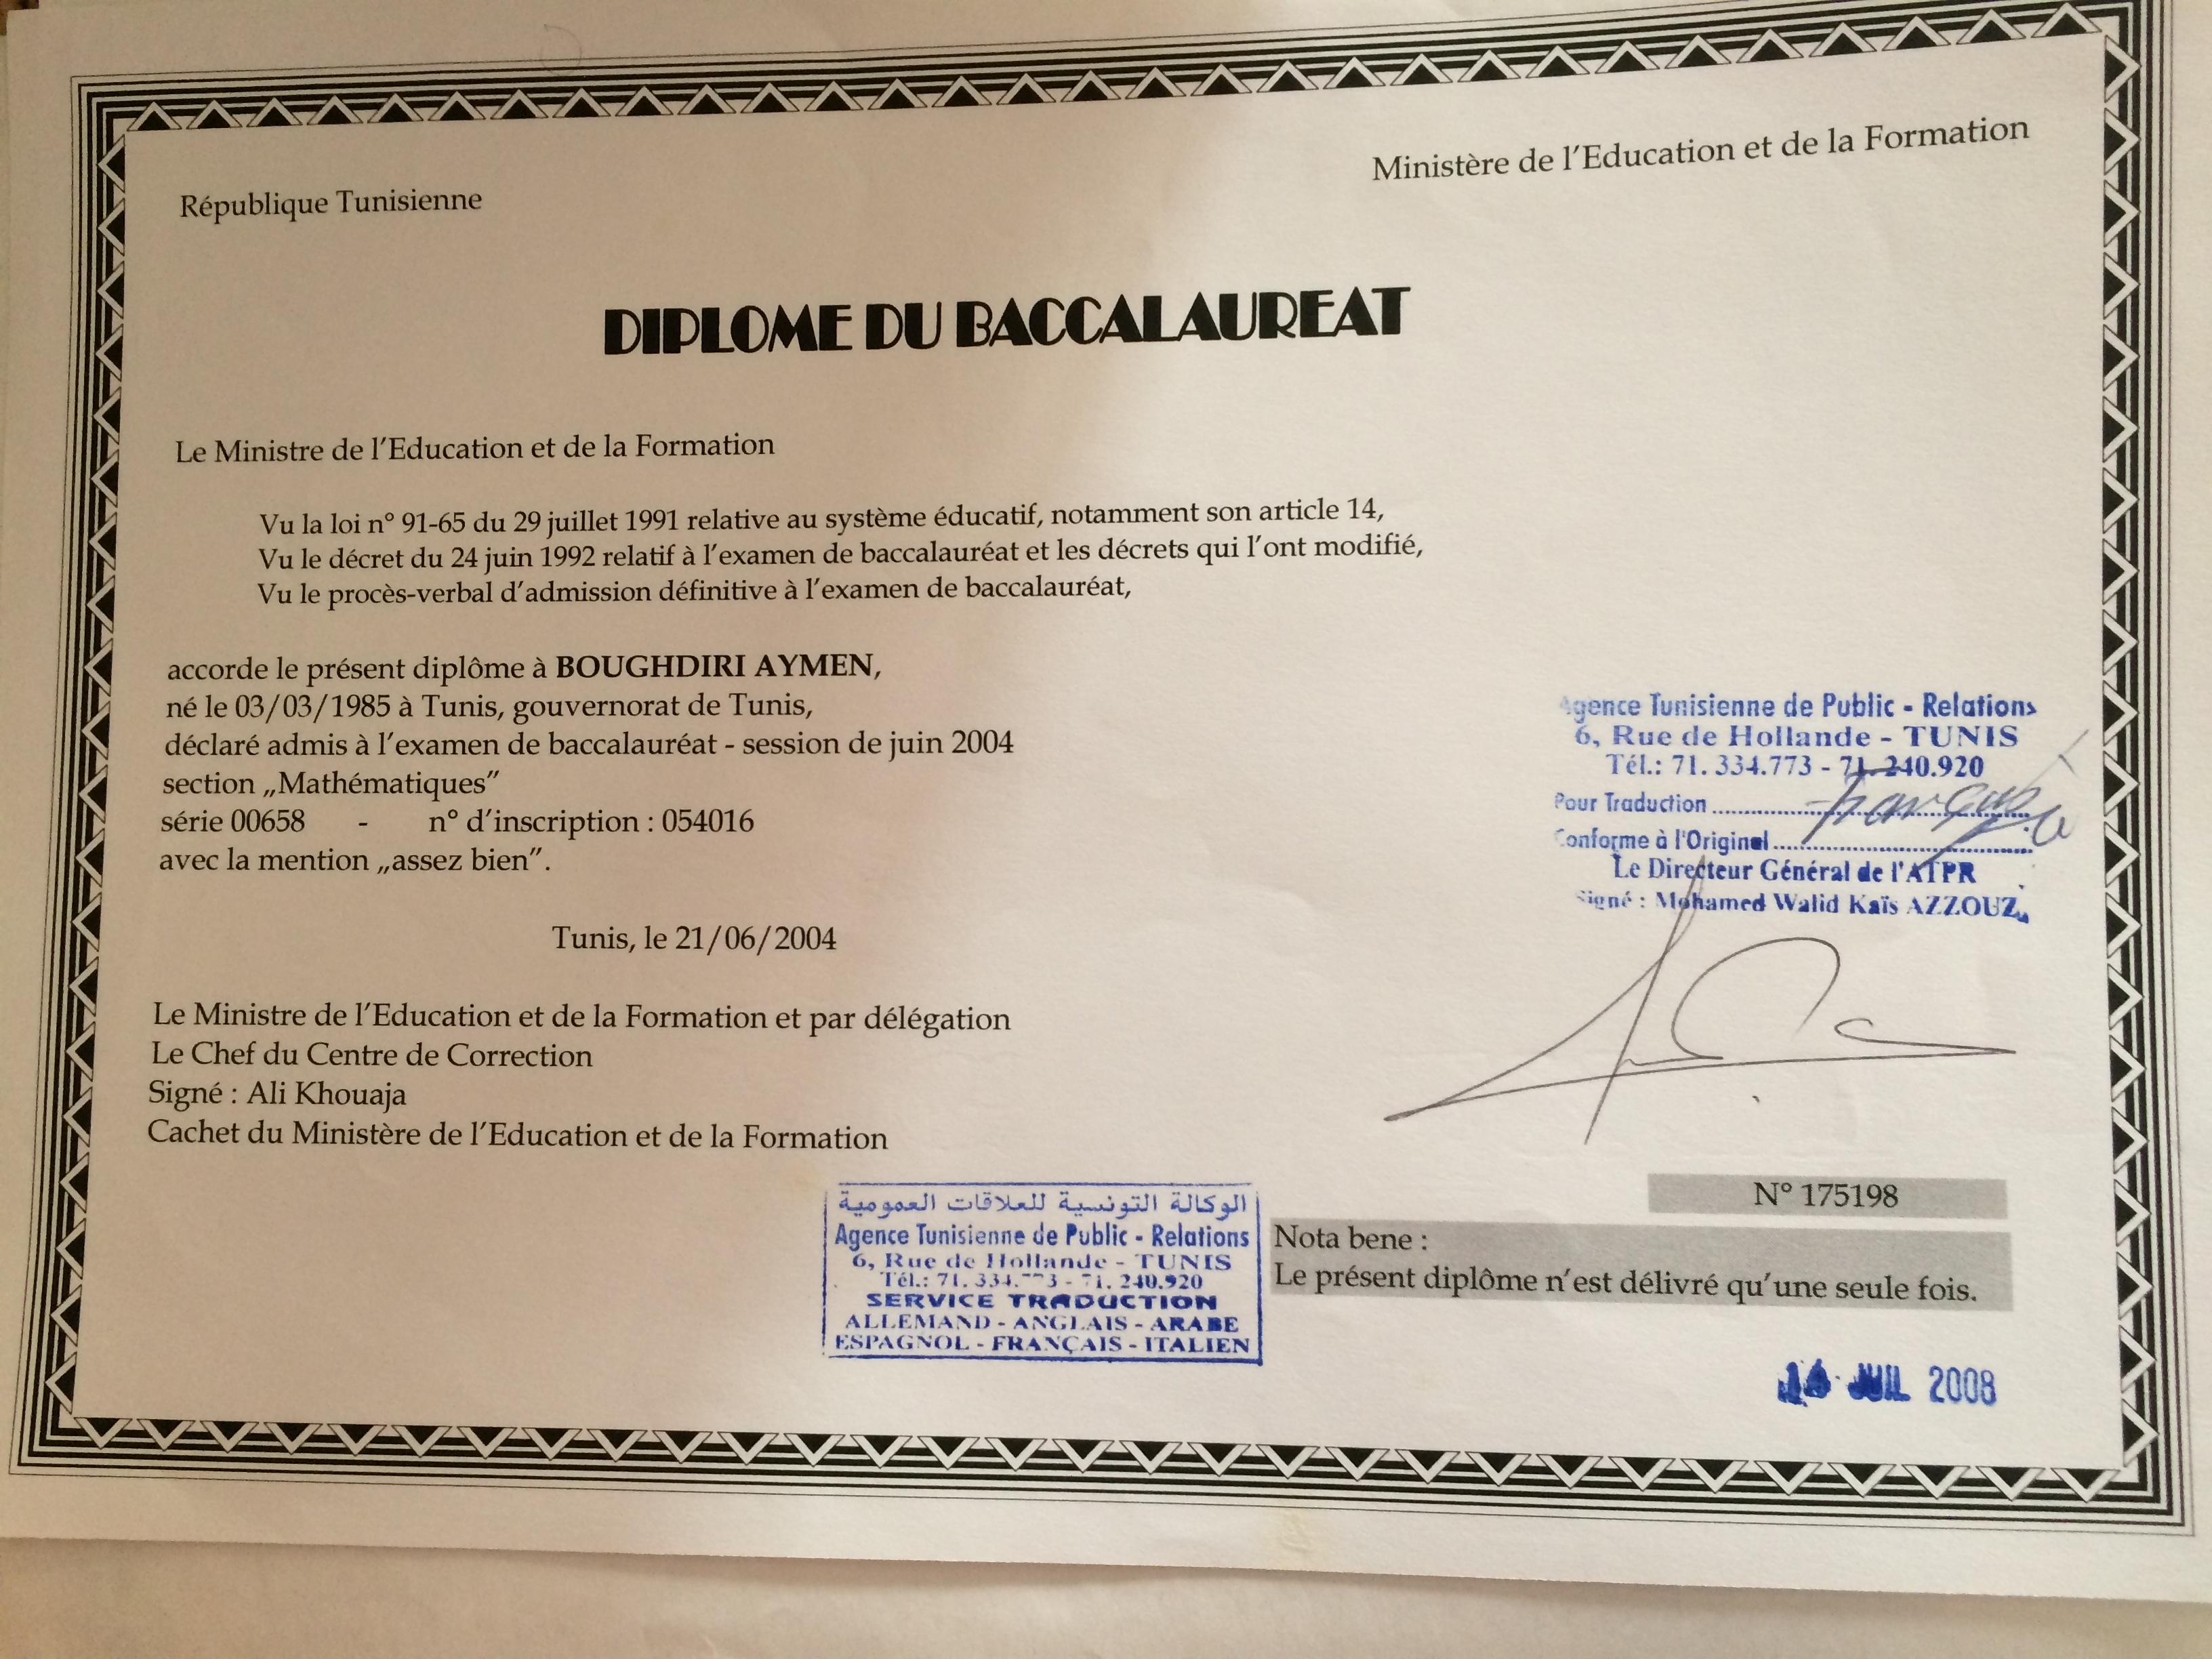 République Tunisienne
Ministère de l'Education et de la Formation
DIPLOME DU BACCALAUREAT
Le Ministre de l'Education et de la Formation
Vu la loi n° 91-65 du 29 juillet 1991 relative au système éducatif, notamment son article 14,
Vu le décret du 24 juin 1992 relatif à l'examen de baccalauréat et les décrets qui l'ont modifié,
Vu le procès-verbal d'admission définitive à l'examen de baccalauréat,
accorde le présent diplôme à BOUGHDIRI AYMEN,
né le 03/03/1985 à Tunis, gouvernorat de Tunis,
déclaré admis à l'examen de baccalauréat - session de juin 2004
section „Mathématiques"
série 00658 - n° d'inscription : 054016
avec la mention „assez bien".
Tunis, le 21/06/2004
Agence Tunisienne de Public - Relations
6, Rue de Hollande - TUNIS
Tél.: 71. 334.773 - 71. 240.920
Pour Traduction
Conforme à l'Original
Le Directeur Général de l'ATPR
Signé : Mohamed Walid Kaïs AZZOUZ
Le Ministre de l'Education et de la Formation et par délégation
Le Chef du Centre de Correction
Signé : Ali Khouaja
Cachet du Ministère de l'Education et de la Formation
الوكالة التونسية للعلاقات العمومية
Agence Tunisienne de Public - Relations
6, Rue de Hollande - TUNIS
Tél.: 71. 334.773 - 71. 240.920
SERVICE TRADUCTION
ALLEMAND - ANGLAIS - ARABE
ESPAGNOL - FRANÇAIS - ITALIEN
N° 175198
Nota bene :
Le présent diplôme n'est délivré qu'une seule fois.
JUIL 2008